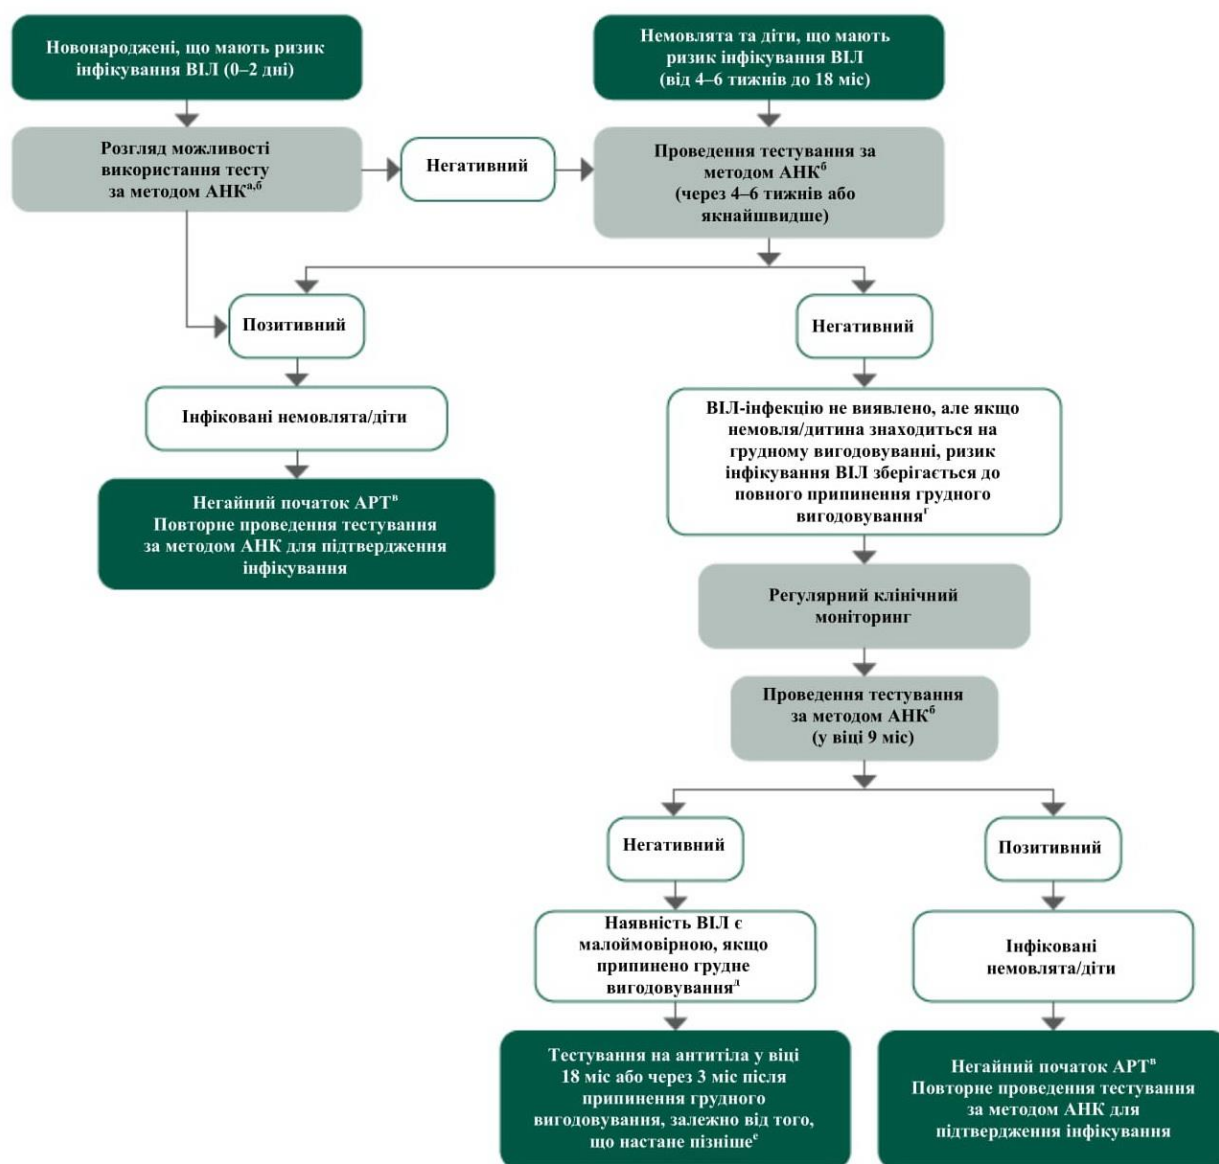 Новонароджені, що мають ризик
інфікування ВІЛ (0–2 дні)
Немовлята та діти, що мають
ризик інфікування ВІЛ
(від 4–6 тижнів до 18 міс)
Розгляд можливості
використання тесту
за методом АНКᵃ,б
Негативний
Проведення тестування за
методом АНКб
(через 4–6 тижнів або
якнайшвидше)
Позитивний
Негативний
Інфіковані немовлята/діти
ВІЛ-інфекцію не виявлено, але якщо
немовля/дитина знаходиться на
грудному вигодовуванні, ризик
інфікування ВІЛ зберігається до
повного припинення грудного
вигодовуванняг
Негайний початок АРТв
Повторне проведення тестування
за методом АНК для підтвердження
інфікування
Регулярний клінічний
моніторинг
Проведення тестування
за методом АНКб
(у віці 9 міс)
Негативний
Позитивний
Наявність ВІЛ є
малоймовірною, якщо
припинено грудне
вигодовуванняд
Інфіковані
немовлята/діти
Тестування на антитіла у віці
18 міс або через 3 міс після
припинення грудного
вигодовування, залежно від того,
що настане пізнішее
Негайний початок АРТв
Повторне проведення тестування
за методом АНК для
підтвердження інфікування